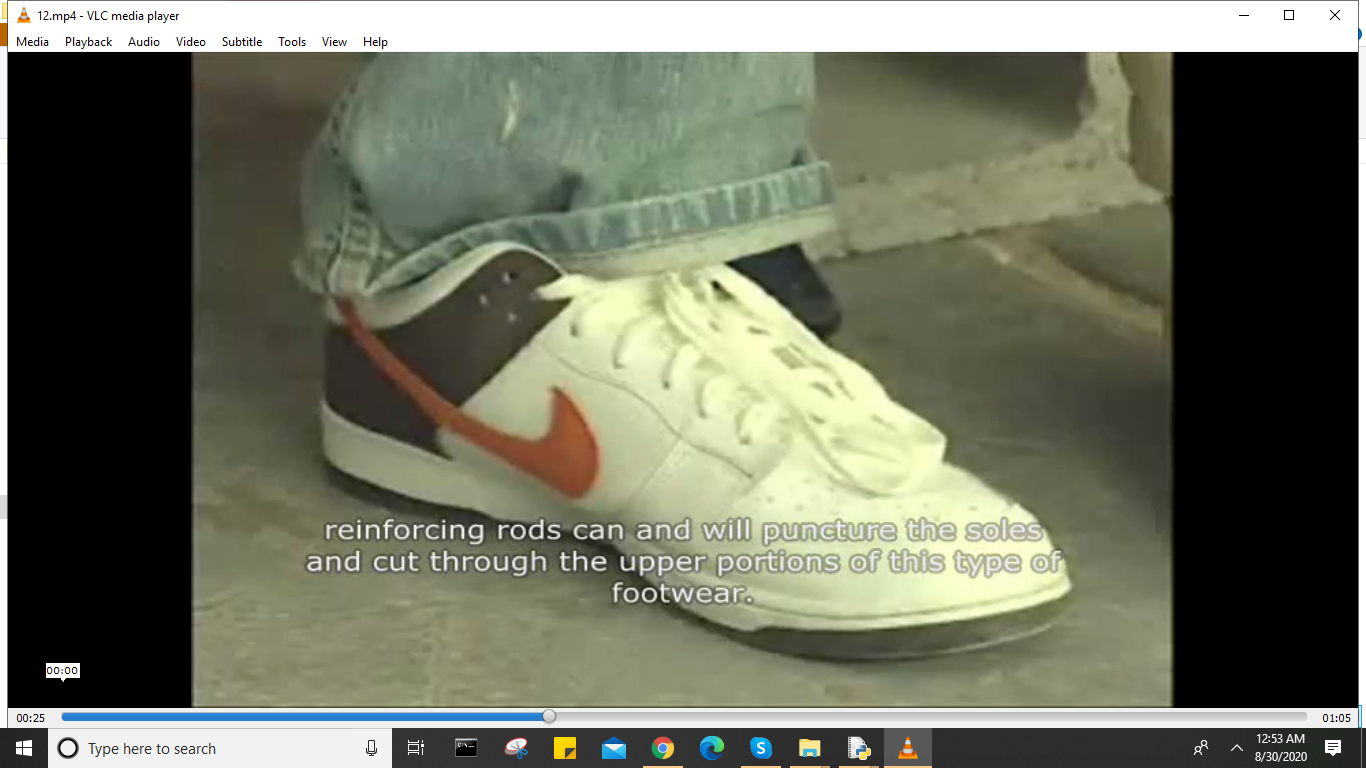 12.mp4 - VLC media player
Media Playback Audio Video Subtitle Tools View Help
reinforcing rods can and will puncture the soles
and cut through the upper portions of this type of
footwear.
00:00
00:25
01:05
Type here to search
12:53 AM
8/30/2020